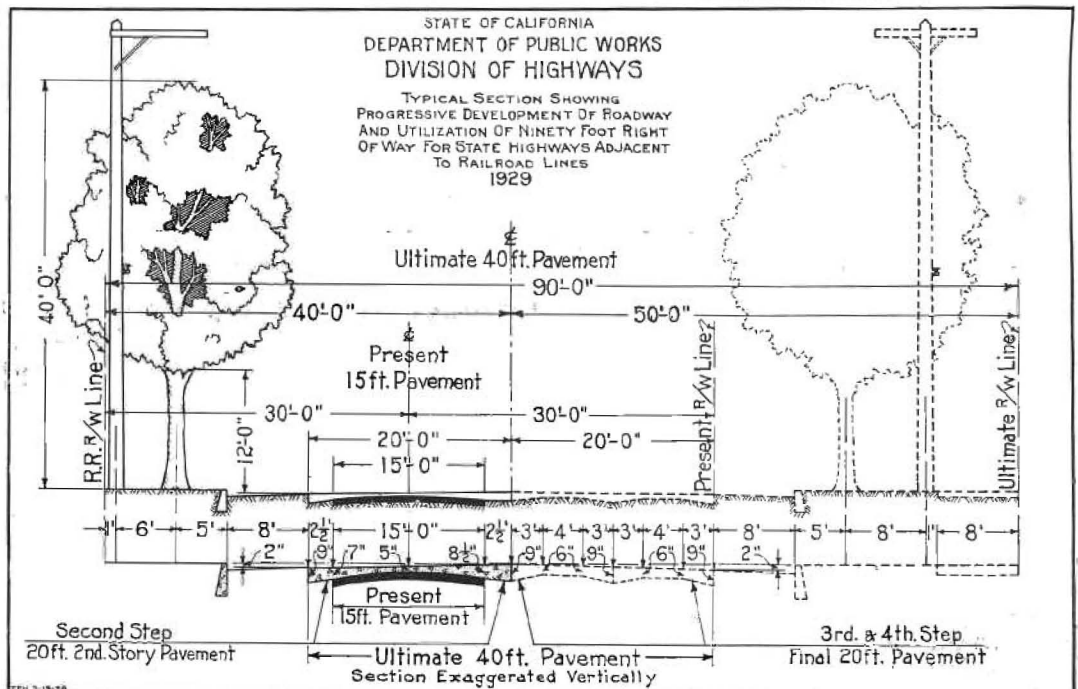 STATE OF CALIFORNIA
DEPARTMENT OF PUBLIC WORKS
DIVISION OF HIGHWAYS
TYPICAL SECTION SHOWING
PROGRESSIVE DEVELOPMENT OF ROADWAY
AND UTILIZATION OF NINETY FOOT RIGHT
OF WAY FOR STATE HIGHWAYS ADJACENT
TO RAILROAD LINES
1929
Ultimate 40ft. Pavement
90'-0"
40'-0" 50'-0"
40'-0"
Present
15ft. Pavement
R.R. R/W Line
Present R/W Line
Ultimate R/W Line
30'-0" 30'-0"
12'-0"
20'-0" 20'-0"
15'-0"
1' 6' 5' 8' 2½' 15'-0" 2½' 3' 4' 3' 3' 4' 3' 8' 5' 8' 1' 8'
2" 9" 7" 5" 8½" 9" 6" 9" 6" 9" 2"
Present
15ft. Pavement
Second Step
20ft. 2nd. Story Pavement
Ultimate 40ft. Pavement
Section Exaggerated Vertically
3rd. & 4th. Step
Final 20ft. Pavement